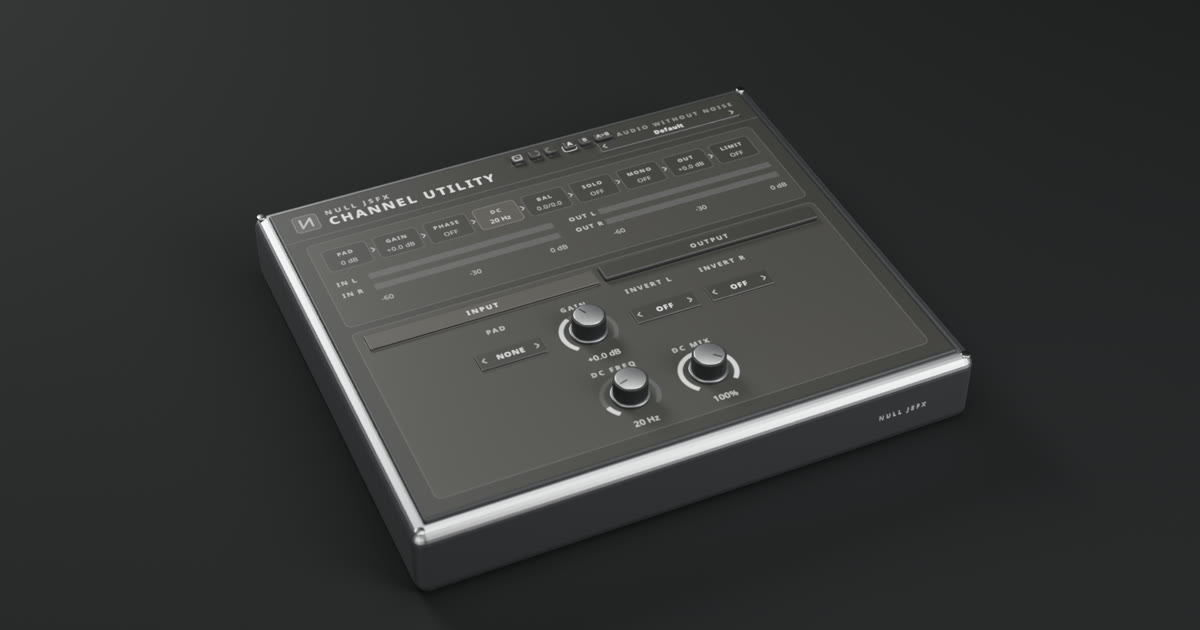 NULL JSFX
CHANNEL UTILITY
A B A>B
AUDIO WITHOUT NOISE
< Default >
PAD
0 dB
GAIN
+0.0 dB
PHASE
OFF
DC
20 Hz
BAL
0.0/0.0
SOLO
OFF
MONO
OFF
OUT
+0.0 dB
LIMIT
OFF
IN L
IN R
-60 -30 0 dB
OUT L
OUT R
-60 -30 0 dB
INPUT
OUTPUT
PAD
< NONE >
GAIN
+0.0 dB
INVERT L
< OFF >
INVERT R
< OFF >
DC FREQ
20 Hz
DC MIX
100%
NULL JSFX